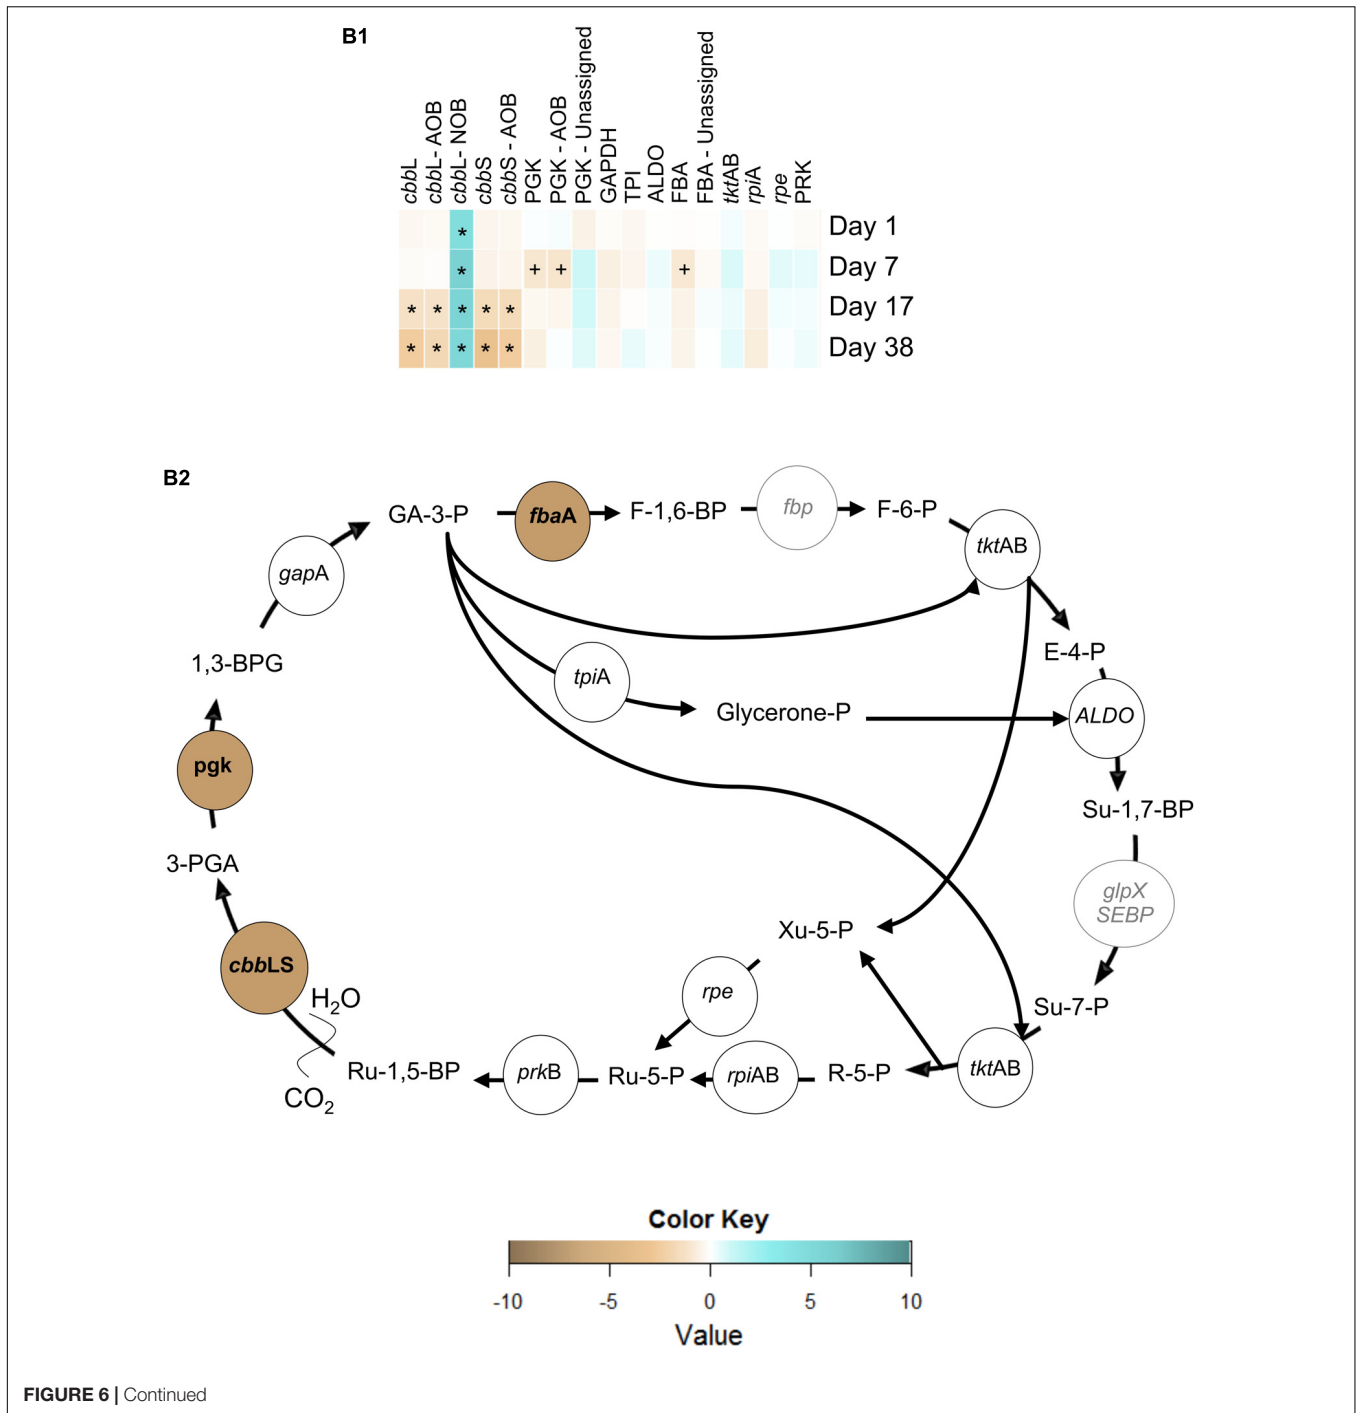 B1
cbbL
cbbL- AOB
cbbL- NOB
cbbS
cbbS - AOB
PGK
PGK - AOB
PGK - Unassigned
GAPDH
TPI
ALDO
FBA
FBA - Unassigned
tktAB
rpiA
rpe
PRK
* Day 1
* + + + Day 7
* * * * * Day 17
* * * * * Day 38
B2
GA-3-P
fbaA
F-1,6-BP
fbp
F-6-P
tktAB
gapA
E-4-P
1,3-BPG
tpiA
Glycerone-P
ALDO
pgk
Su-1,7-BP
3-PGA
glpX
SEBP
Xu-5-P
cbbLS
rpe
H2O
Su-7-P
Ru-1,5-BP
prkB
Ru-5-P
rpiAB
R-5-P
tktAB
CO2
Color Key
-10 -5 0 5 10
Value
FIGURE 6 | Continued